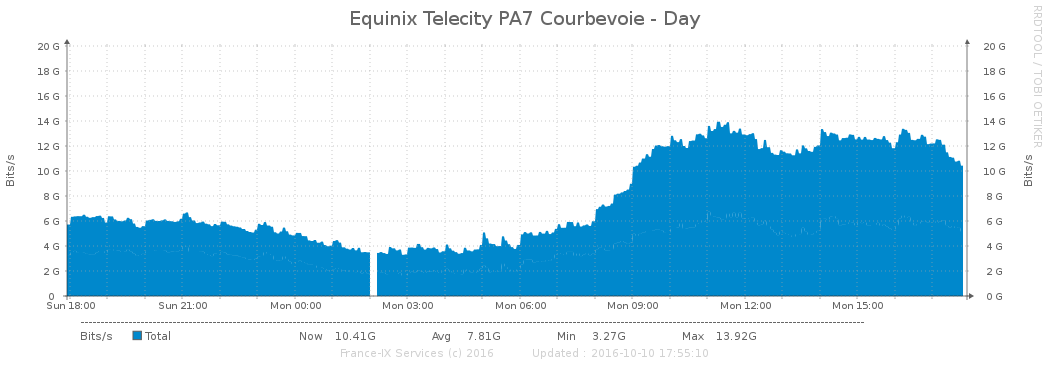 Equinix Telecity PA7 Courbevoie - Day
RRDTOOL / TOBI OETIKER
Bits/s
20 G
18 G
16 G
14 G
12 G
10 G
8 G
6 G
4 G
2 G
0
20 G
18 G
16 G
14 G
12 G
10 G
8 G
6 G
4 G
2 G
0 G
Bits/s
Sun 18:00 Sun 21:00 Mon 00:00 Mon 03:00 Mon 06:00 Mon 09:00 Mon 12:00 Mon 15:00
Bits/s Total Now 10.41G Avg 7.81G Min 3.27G Max 13.92G
France-IX Services (c) 2016 Updated : 2016-10-10 17:55:10